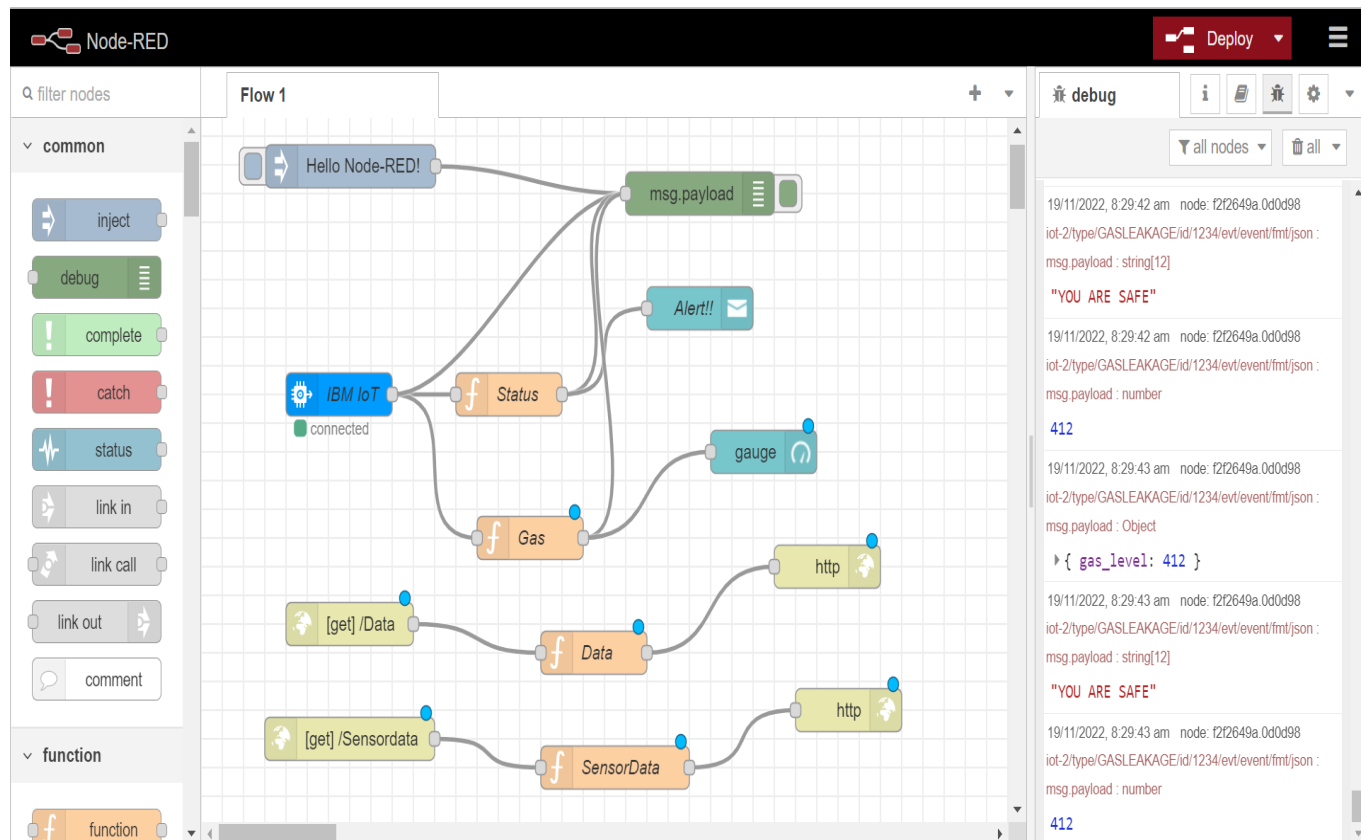 Node-RED
Deploy
filter nodes
common
inject
debug
complete
catch
status
link in
link call
link out
comment
function
function
Flow 1
Hello Node-RED!
msg.payload
Alert!!
IBM IoT
connected
Status
gauge
Gas
http
[get] /Data
Data
http
[get] /Sensordata
SensorData
debug
i
all nodes
all
19/11/2022, 8:29:42 am node: f2f2649a.0d0d98
iot-2/type/GASLEAKAGE/id/1234/evt/event/fmt/json :
msg.payload : string[12]
"YOU ARE SAFE"
19/11/2022, 8:29:42 am node: f2f2649a.0d0d98
iot-2/type/GASLEAKAGE/id/1234/evt/event/fmt/json :
msg.payload : number
412
19/11/2022, 8:29:43 am node: f2f2649a.0d0d98
iot-2/type/GASLEAKAGE/id/1234/evt/event/fmt/json :
msg.payload : Object
{ gas_level: 412 }
19/11/2022, 8:29:43 am node: f2f2649a.0d0d98
iot-2/type/GASLEAKAGE/id/1234/evt/event/fmt/json :
msg.payload : string[12]
"YOU ARE SAFE"
19/11/2022, 8:29:43 am node: f2f2649a.0d0d98
iot-2/type/GASLEAKAGE/id/1234/evt/event/fmt/json :
msg.payload : number
412